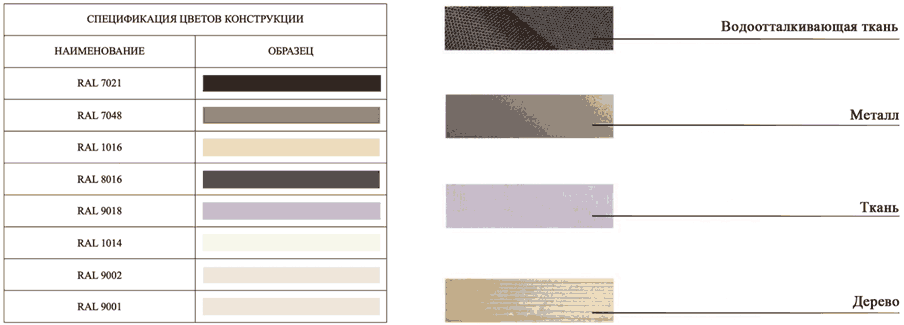 СПЕЦИФИКАЦИЯ ЦВЕТОВ КОНСТРУКЦИИ
НАИМЕНОВАНИЕ ОБРАЗЕЦ
RAL 7021
RAL 7048
RAL 1016
RAL 8016
RAL 9018
RAL 1014
RAL 9002
RAL 9001
Водоотталкивающая ткань
Металл
Ткань
Дерево